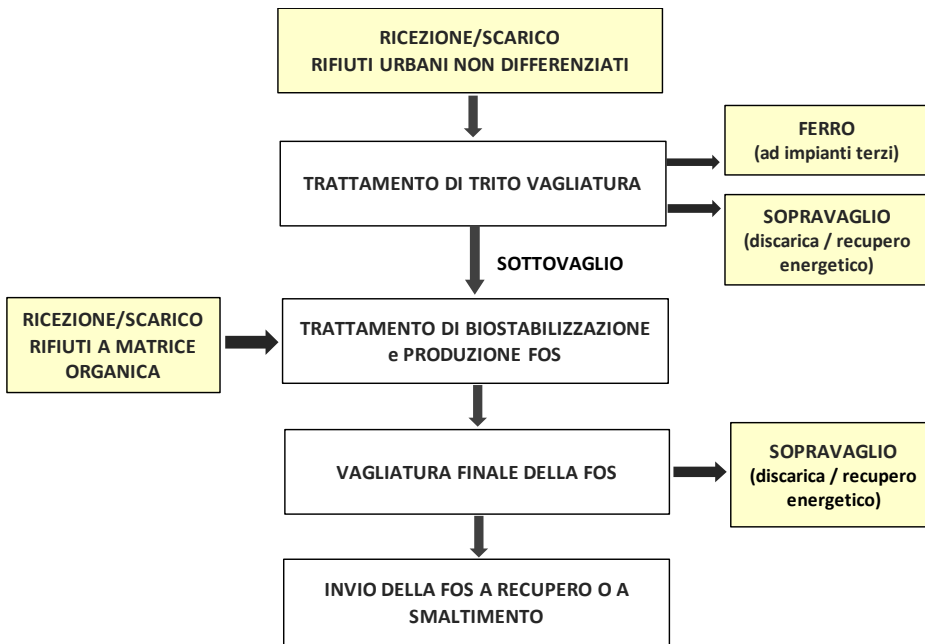 RICEZIONE/SCARICO
RIFIUTI URBANI NON DIFFERENZIATI
FERRO
(ad impianti terzi)
TRATTAMENTO DI TRITO VAGLIATURA
SOPRAVAGLIO
(discarica / recupero
energetico)
SOTTOVAGLIO
RICEZIONE/SCARICO
RIFIUTI A MATRICE
ORGANICA
TRATTAMENTO DI BIOSTABILIZZAZIONE
e PRODUZIONE FOS
VAGLIATURA FINALE DELLA FOS
SOPRAVAGLIO
(discarica / recupero
energetico)
INVIO DELLA FOS A RECUPERO O A
SMALTIMENTO